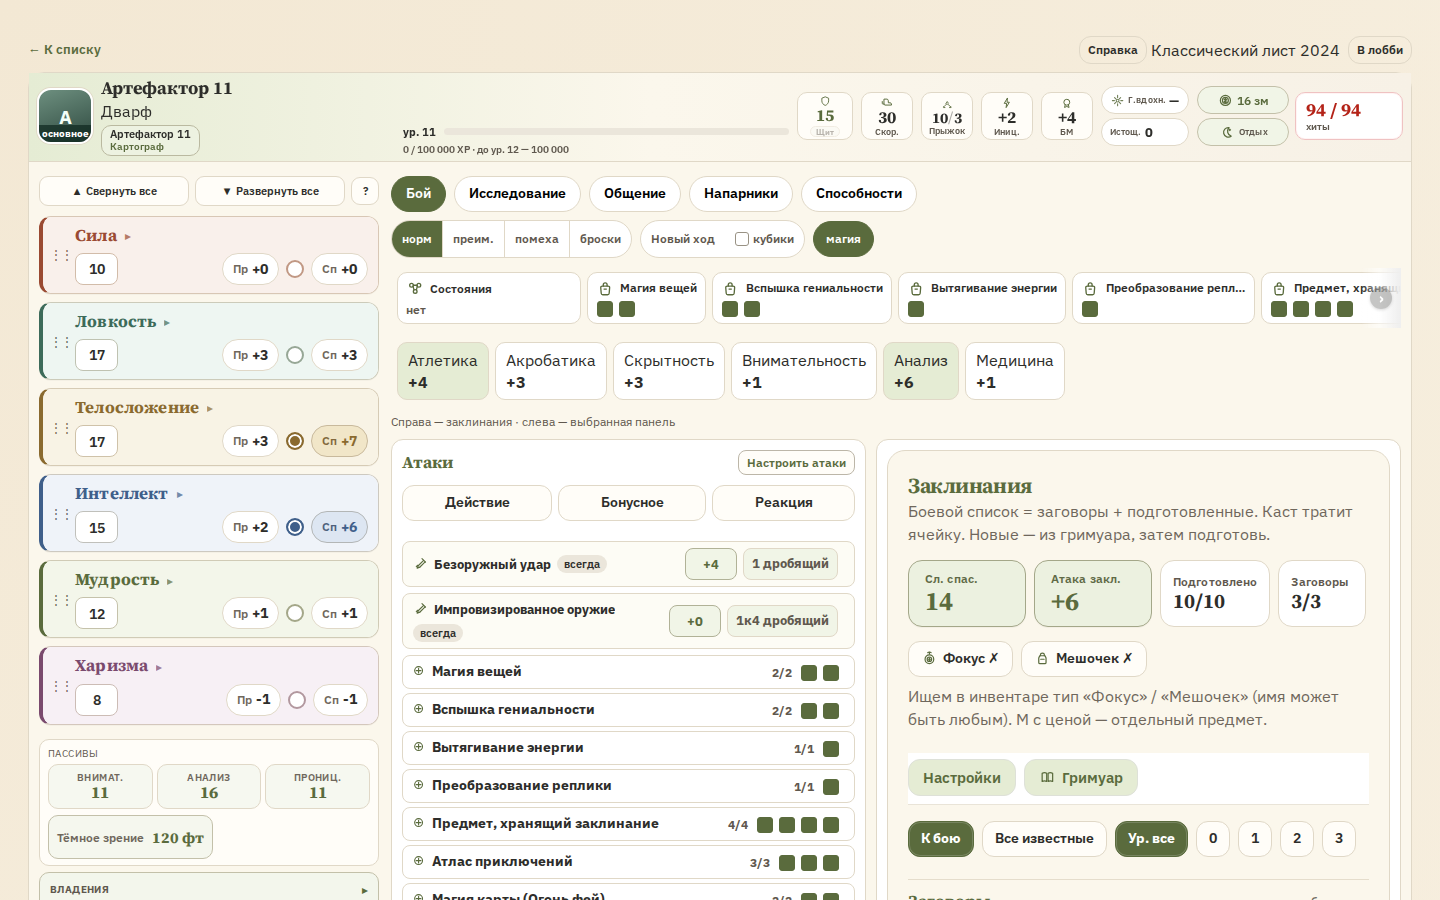 ← К списку
Справка
Классический лист 2024
В лобби
А
основное
Артефактор 11
Дварф
Артефактор 11
Картограф
ур. 11
0 / 100 000 XP · до ур. 12 — 100 000
15
Щит
30
Скор.
10/3
Прыжок
+2
Иниц.
+4
БМ
Г.вдохн. —
Истощ. 0
16 зм
Отдых
94 / 94
хиты
▲ Свернуть все
▼ Развернуть все
?
Сила ▸
10
Пр +0
Сп +0
Ловкость ▸
17
Пр +3
Сп +3
Телосложение ▸
17
Пр +3
Сп +7
Интеллект ▸
15
Пр +2
Сп +6
Мудрость ▸
12
Пр +1
Сп +1
Харизма ▸
8
Пр -1
Сп -1
ПАССИВЫ
ВНИМАТ.
11
АНАЛИЗ
16
ПРОНИЦ.
11
Тёмное зрение 120 фт
ВЛАДЕНИЯ ▸
Бой
Исследование
Общение
Напарники
Способности
норм
преим.
помеха
броски
Новый ход
кубики
магия
Состояния
нет
Магия вещей
Вспышка гениальности
Вытягивание энергии
Преобразование репл...
Предмет, хранящ
›
Атлетика
+4
Акробатика
+3
Скрытность
+3
Внимательность
+1
Анализ
+6
Медицина
+1
Справа — заклинания · слева — выбранная панель
Атаки
Настроить атаки
Действие
Бонусное
Реакция
Безоружный удар всегда
+4
1 дробящий
Импровизированное оружие
всегда
+0
1к4 дробящий
Магия вещей 2/2
Вспышка гениальности 2/2
Вытягивание энергии 1/1
Преобразование реплики 1/1
Предмет, хранящий заклинание 4/4
Атлас приключений 3/3
Магия карты (Огонь фей)
Заклинания
Боевой список = заговоры + подготовленные. Каст тратит
ячейку. Новые — из гримуара, затем подготовь.
Сл. спас.
14
Атака закл.
+6
Подготовлено
10/10
Заговоры
3/3
Фокус ✗
Мешочек ✗
Ищем в инвентаре тип «Фокус» / «Мешочек» (имя может
быть любым). М с ценой — отдельный предмет.
Настройки
Гримуар
К бою
Все известные
Ур. все
0
1
2
3